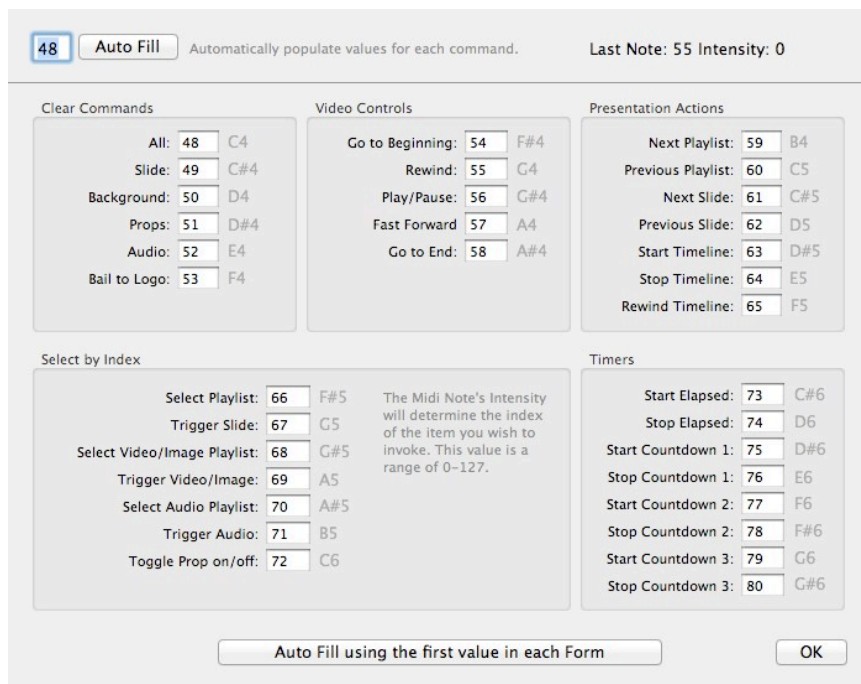 48 Auto Fill Automatically populate values for each command. Last Note: 55 Intensity: 0
Clear Commands
All: 48 C4
Slide: 49 C#4
Background: 50 D4
Props: 51 D#4
Audio: 52 E4
Bail to Logo: 53 F4
Video Controls
Go to Beginning: 54 F#4
Rewind: 55 G4
Play/Pause: 56 G#4
Fast Forward 57 A4
Go to End: 58 A#4
Presentation Actions
Next Playlist: 59 B4
Previous Playlist: 60 C5
Next Slide: 61 C#5
Previous Slide: 62 D5
Start Timeline: 63 D#5
Stop Timeline: 64 E5
Rewind Timeline: 65 F5
Select by Index
Select Playlist: 66 F#5
Trigger Slide: 67 G5
Select Video/Image Playlist: 68 G#5
Trigger Video/Image: 69 A5
Select Audio Playlist: 70 A#5
Trigger Audio: 71 B5
Toggle Prop on/off: 72 C6
The Midi Note's Intensity
will determine the index
of the item you wish to
invoke. This value is a
range of 0-127.
Timers
Start Elapsed: 73 C#6
Stop Elapsed: 74 D6
Start Countdown 1: 75 D#6
Stop Countdown 1: 76 E6
Start Countdown 2: 77 F6
Stop Countdown 2: 78 F#6
Start Countdown 3: 79 G6
Stop Countdown 3: 80 G#6
Auto Fill using the first value in each Form OK